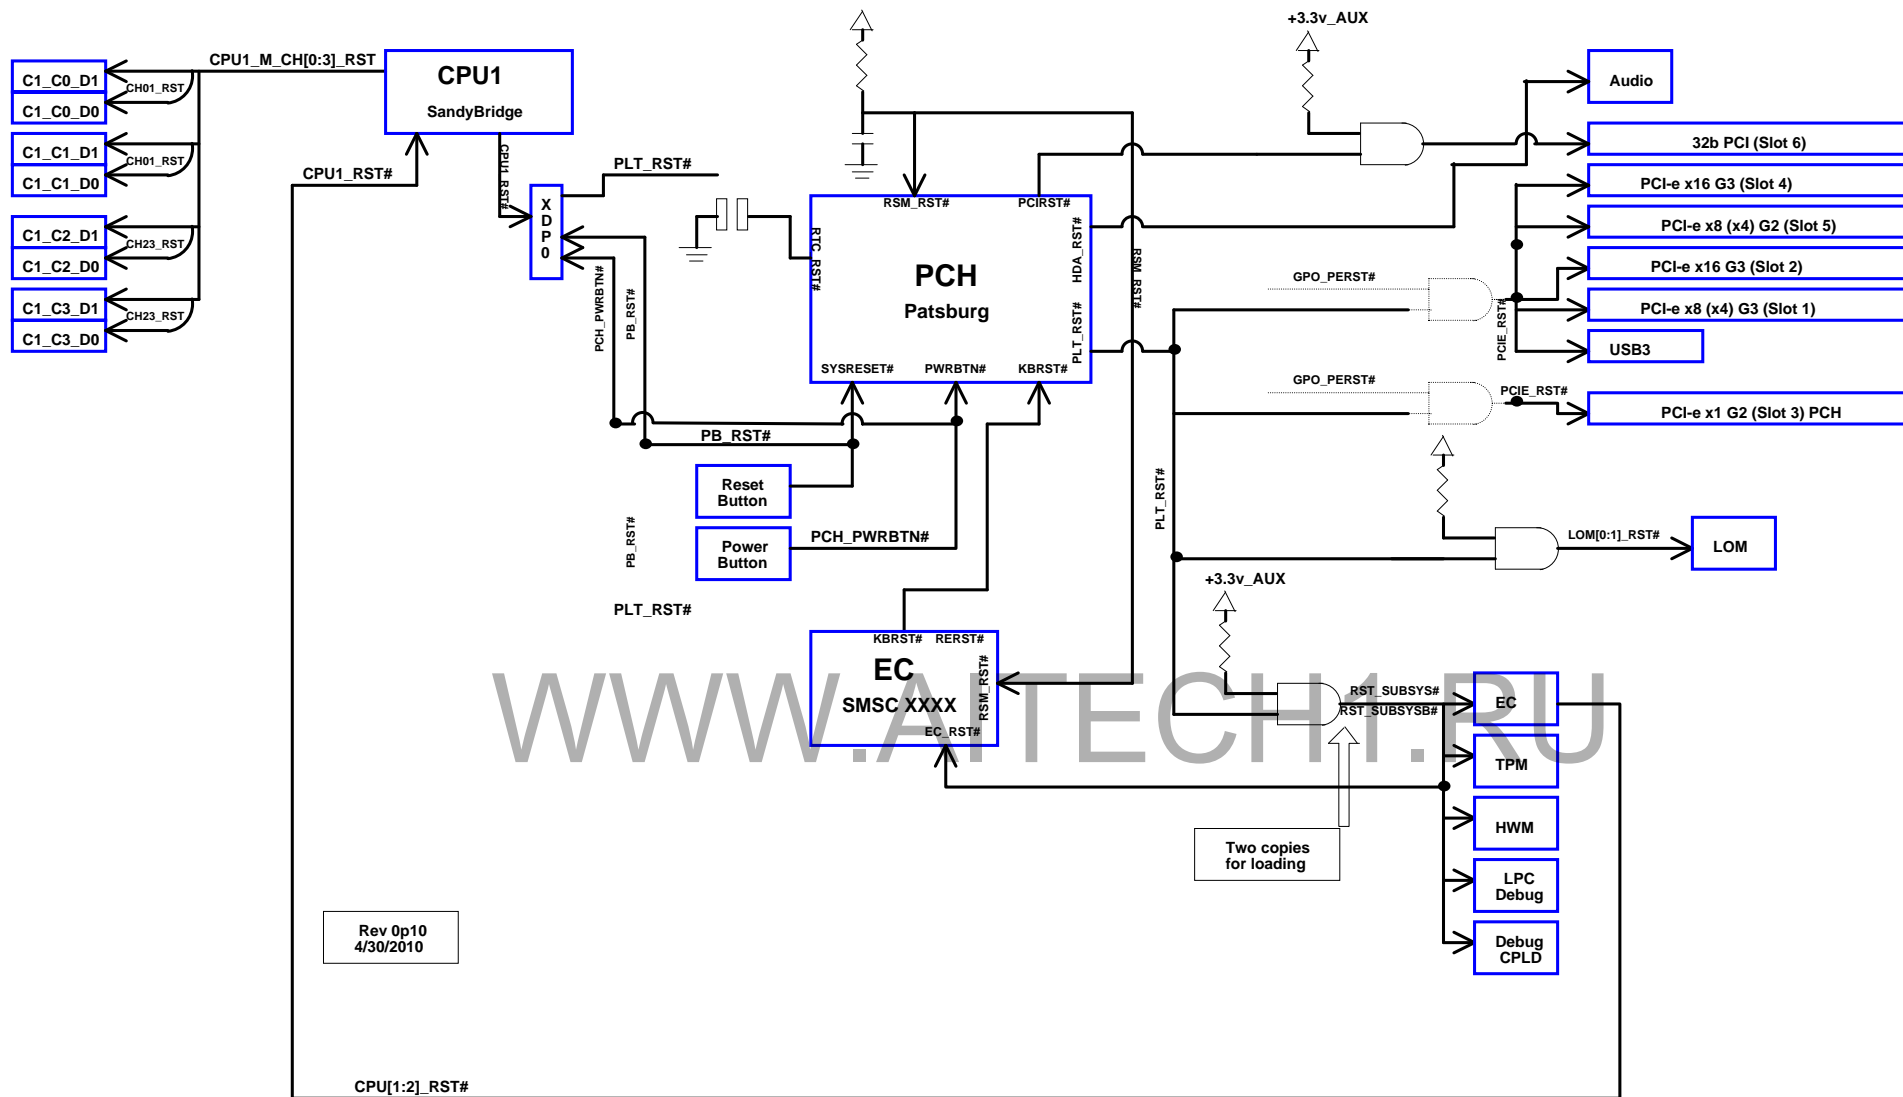 +3.3v_AUX
CPU1_M_CH[0:3]_RST
C1_C0_D1
CH01_RST
C1_C0_D0
C1_C1_D1
CH01_RST
C1_C1_D0
C1_C2_D1
CH23_RST
C1_C2_D0
C1_C3_D1
CH23_RST
C1_C3_D0
CPU1
SandyBridge
CPU1_RST#
CPU1_RST#
PLT_RST#
X
D
P
0
PCH_PWRBTN#
PB_RST#
RSM_RST#
PCIRST#
RTC_RST#
HDA_RST#
PLT_RST#
RSM_RST#
PCH
Patsburg
SYSRESET#
PWRBTN#
KBRST#
PB_RST#
Reset
Button
PCH_PWRBTN#
Power
Button
PB_RST#
PLT_RST#
KBRST#
RERST#
EC
SMSC XXXX
RSM_RST#
EC_RST#
Audio
32b PCI (Slot 6)
PCI-e x16 G3 (Slot 4)
PCI-e x8 (x4) G2 (Slot 5)
PCI-e x16 G3 (Slot 2)
PCI-e x8 (x4) G3 (Slot 1)
USB3
GPO_PERST#
PCIE_RST#
GPO_PERST#
PCIE_RST#
PCI-e x1 G2 (Slot 3) PCH
PLT_RST#
LOM[0:1]_RST#
LOM
+3.3v_AUX
RST_SUBSYS#
RST_SUBSYSB#
EC
TPM
HWM
LPC
Debug
Debug
CPLD
Two copies
for loading
WWW.AITECH1.RU
Rev 0p10
4/30/2010
CPU[1:2]_RST#